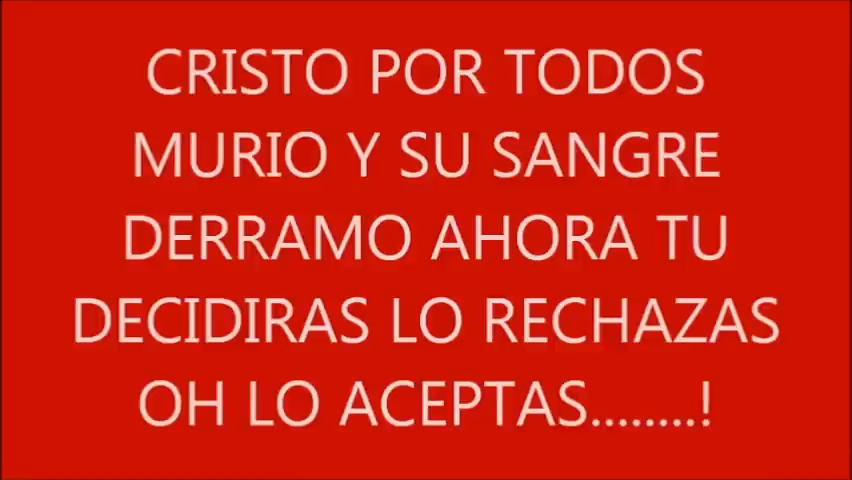 CRISTO POR TODOS
MURIO Y SU SANGRE
DERRAMO AHORA TU
DECIDIRAS LO RECHAZAS
OH LO ACEPTAS........!